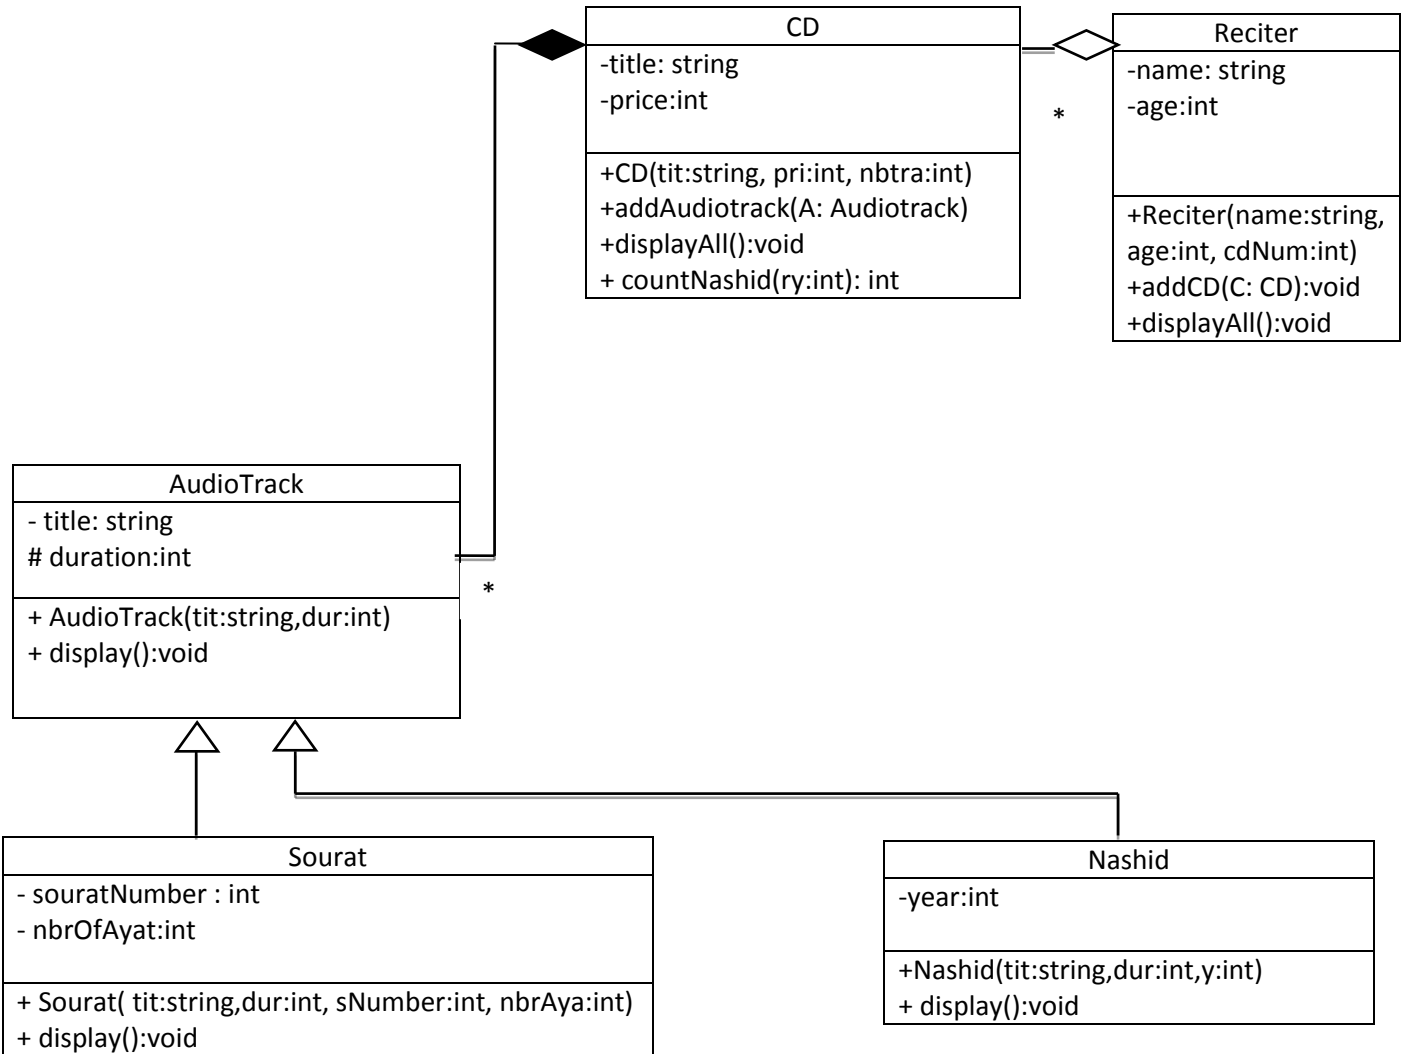 CD
-title: string
-price:int
+CD(tit:string, pri:int, nbtra:int)
+addAudiotrack(A: Audiotrack)
+displayAll():void
+ countNashid(ry:int): int
*
Reciter
-name: string
-age:int
+Reciter(name:string,
age:int, cdNum:int)
+addCD(C: CD):void
+displayAll():void
AudioTrack
- title: string
# duration:int
+ AudioTrack(tit:string,dur:int)
+ display():void
*
Sourat
- souratNumber : int
- nbrOfAyat:int
+ Sourat( tit:string,dur:int, sNumber:int, nbrAya:int)
+ display():void
Nashid
-year:int
+Nashid(tit:string,dur:int,y:int)
+ display():void